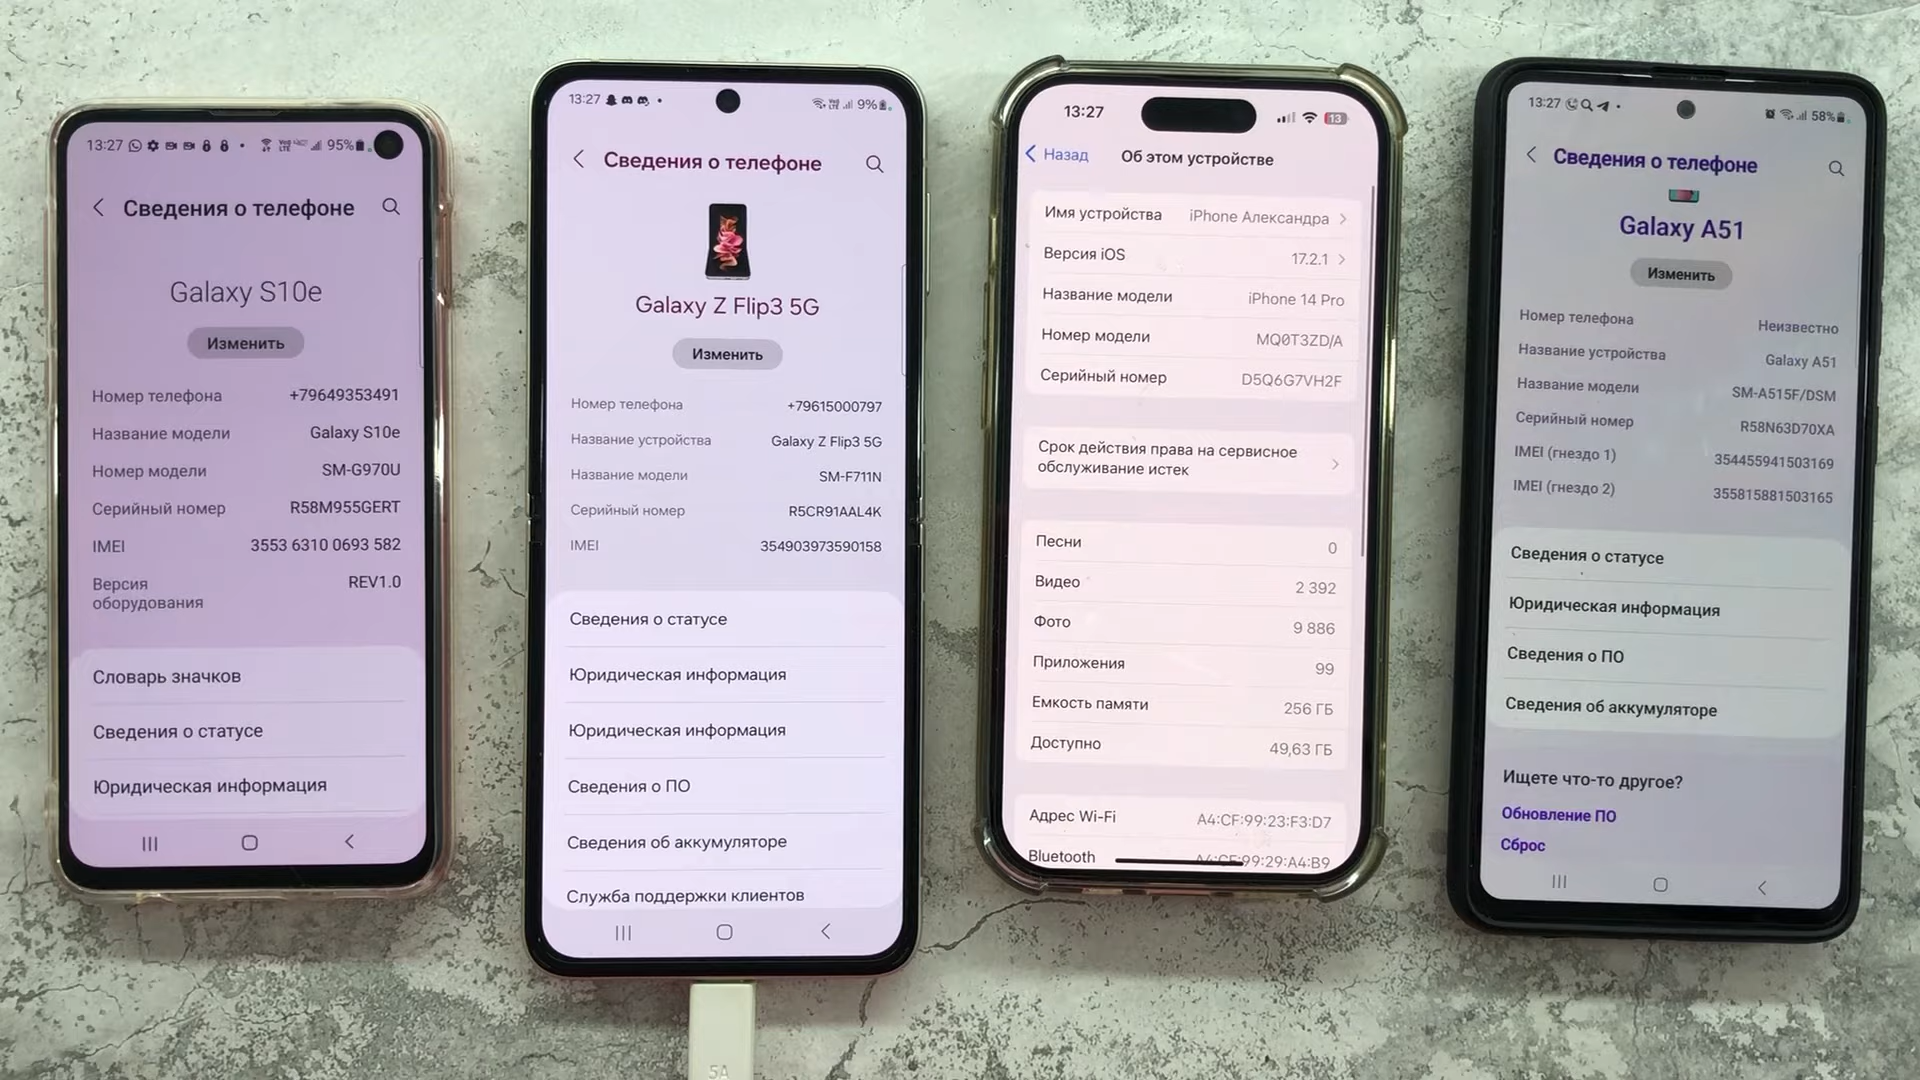 13:27 95%
Сведения о телефоне
Galaxy S10e
Изменить
Номер телефона +79649353491
Название модели Galaxy S10e
Номер модели SM-G970U
Серийный номер R58M955GERT
IMEI 3553 6310 0693 582
Версия REV1.0
оборудования
Словарь значков
Сведения о статусе
Юридическая информация
13:27 9%
Сведения о телефоне
Galaxy Z Flip3 5G
Изменить
Номер телефона +79615000797
Название устройства Galaxy Z Flip3 5G
Название модели SM-F711N
Серийный номер R5CR91AAL4K
IMEI 354903973590158
Сведения о статусе
Юридическая информация
Юридическая информация
Сведения о ПО
Сведения об аккумуляторе
Служба поддержки клиентов
5A
13:27 13
Назад Об этом устройстве
Имя устройства iPhone Александра
Версия iOS 17.2.1
Название модели iPhone 14 Pro
Номер модели MQ0T3ZD/A
Серийный номер D5Q6G7VH2F
Срок действия права на сервисное
обслуживание истек
Песни 0
Видео 2 392
Фото 9 886
Приложения 99
Емкость памяти 256 ГБ
Доступно 49,63 ГБ
Адрес Wi-Fi A4:CF:99:23:F3:D7
Bluetooth A4:CF:99:29:A4:B9
13:27 58%
Сведения о телефоне
Galaxy A51
Изменить
Номер телефона Неизвестно
Название устройства Galaxy A51
Название модели SM-A515F/DSM
Серийный номер R58N63D70XA
IMEI (гнездо 1) 354455941503169
IMEI (гнездо 2) 355815881503165
Сведения о статусе
Юридическая информация
Сведения о ПО
Сведения об аккумуляторе
Ищете что-то другое?
Обновление ПО
Сброс